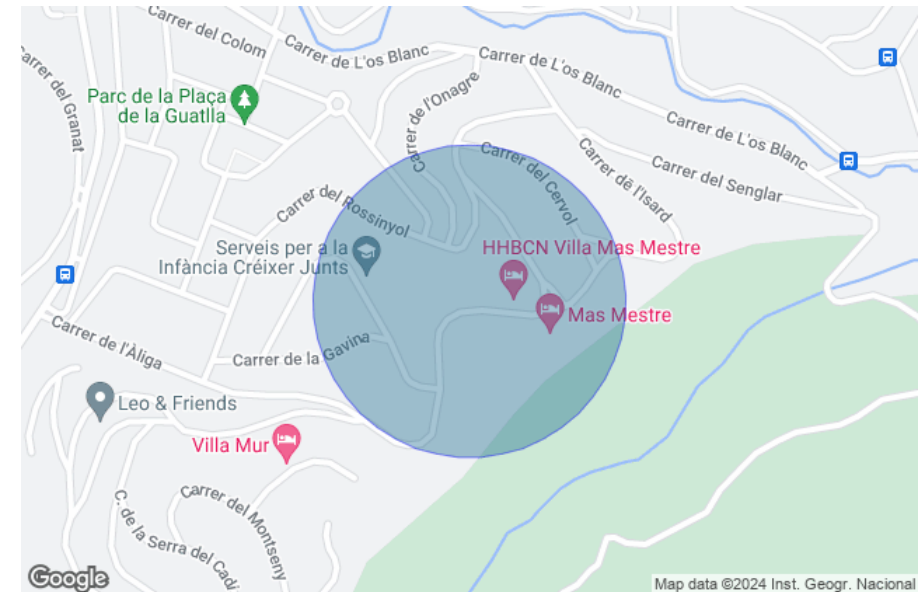 Carrer del Colom
Carrer de L'os Blanc
Carrer de L'os Blanc
Carrer de L'os Blanc
Carrer del Granat
Parc de la Plaça
de la Guatlla
Carrer de l'Onagre
Carrer del Cervol
Carrer de l'Isard
Carrer del Senglar
Carrer del Rossinyol
Serveis per a la
Infància Créixer Junts
HHBCN Villa Mas Mestre
Mas Mestre
Carrer de l'Àliga
Carrer de la Gavina
Leo & Friends
Villa Mur
Carrer del Montseny
C. de la Serra del Cadí
Google
Map data ©2024 Inst. Geogr. Nacional